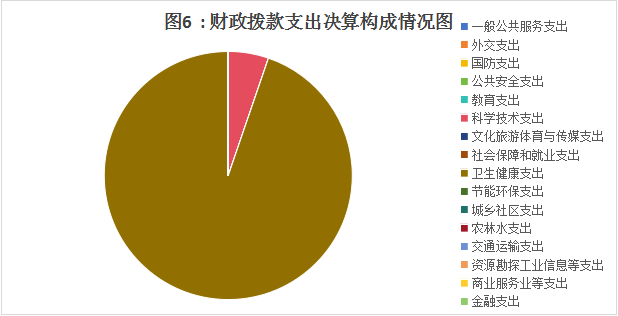 图6 :财政拨款支出决算构成情况图
一般公共服务支出
外交支出
国防支出
公共安全支出
教育支出
科学技术支出
文化旅游体育与传媒支出
社会保障和就业支出
卫生健康支出
节能环保支出
城乡社区支出
农林水支出
交通运输支出
资源勘探工业信息等支出
商业服务业等支出
金融支出